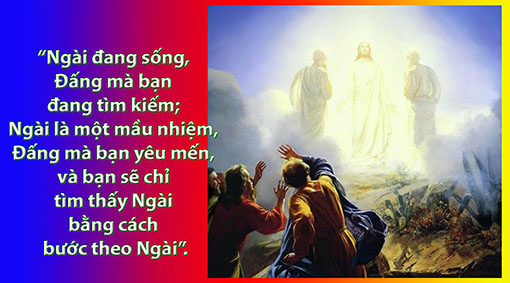 “Ngài đang sống,
Đấng mà bạn
đang tìm kiếm;
Ngài là một mầu nhiệm,
Đấng mà bạn yêu mến,
và bạn sẽ chỉ
tìm thấy Ngài
bằng cách
bước theo Ngài”.